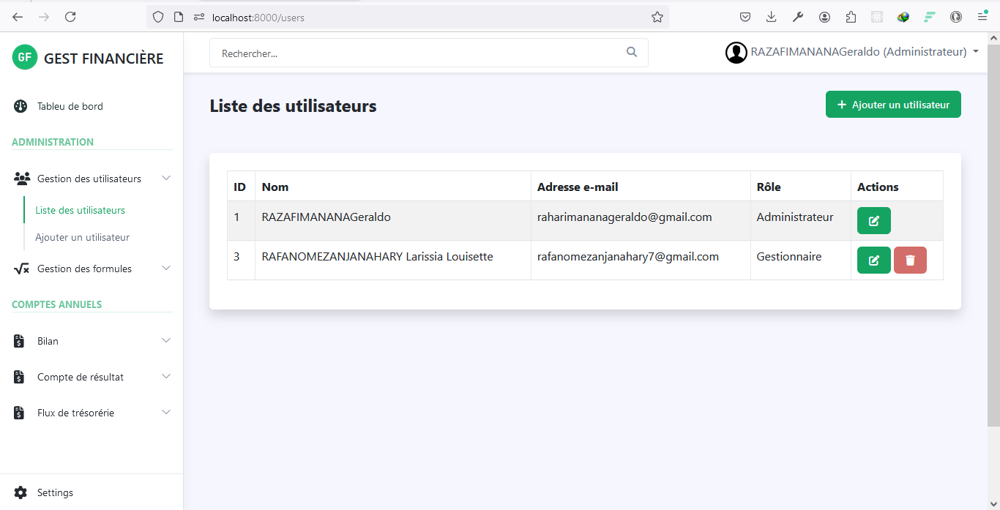 localhost:8000/users
GF GEST FINANCIÈRE
Rechercher...
RAZAFIMANANAGeraldo (Administrateur)
Tableu de bord
ADMINISTRATION
Gestion des utilisateurs
Liste des utilisateurs
Ajouter un utilisateur
Gestion des formules
COMPTES ANNUELS
Bilan
Compte de résultat
Flux de trésorérie
Settings
Liste des utilisateurs
+ Ajouter un utilisateur
ID Nom Adresse e-mail Rôle Actions
1 RAZAFIMANANAGeraldo raharimananageraldo@gmail.com Administrateur
3 RAFANOMEZANJANAHARY Larissia Louisette rafanomezanjanahary7@gmail.com Gestionnaire